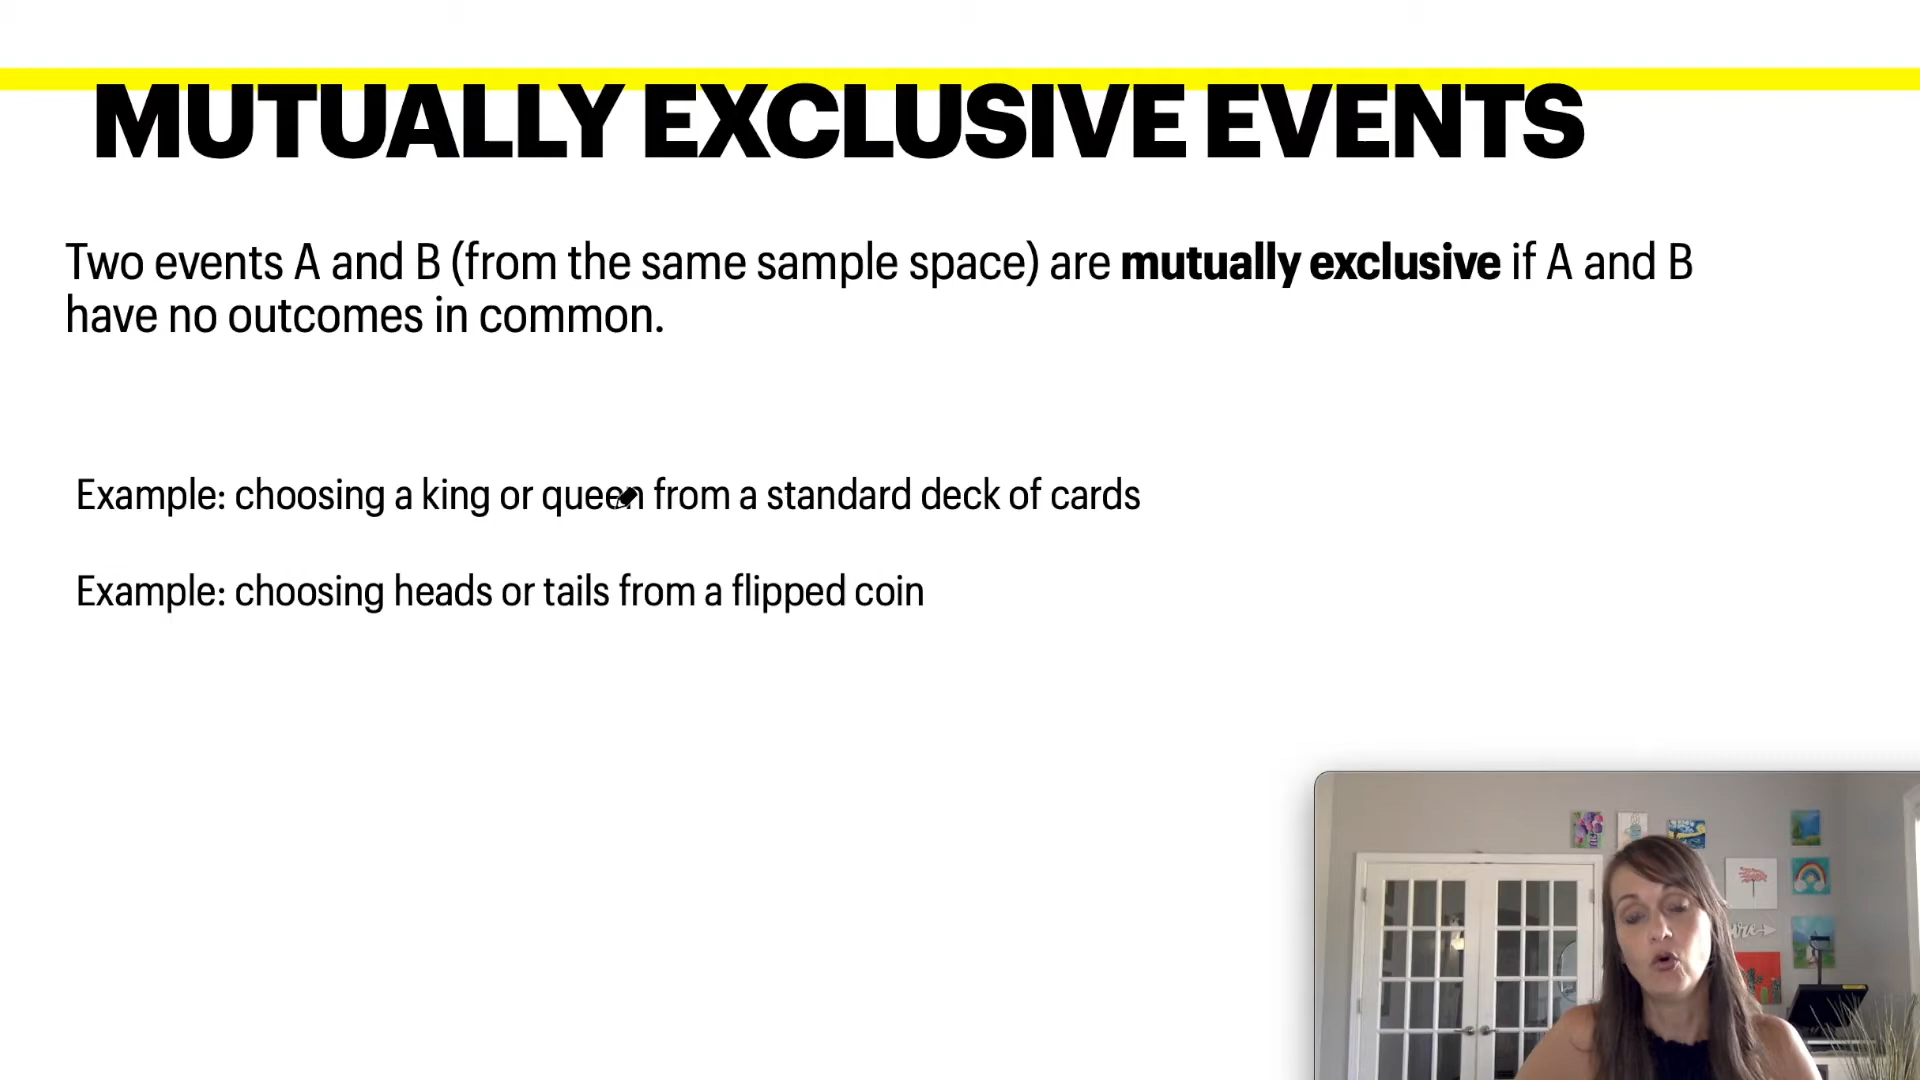 MUTUALLY EXCLUSIVE EVENTS
Two events A and B (from the same sample space) are mutually exclusive if A and B
have no outcomes in common.
Example: choosing a king or queen from a standard deck of cards
Example: choosing heads or tails from a flipped coin